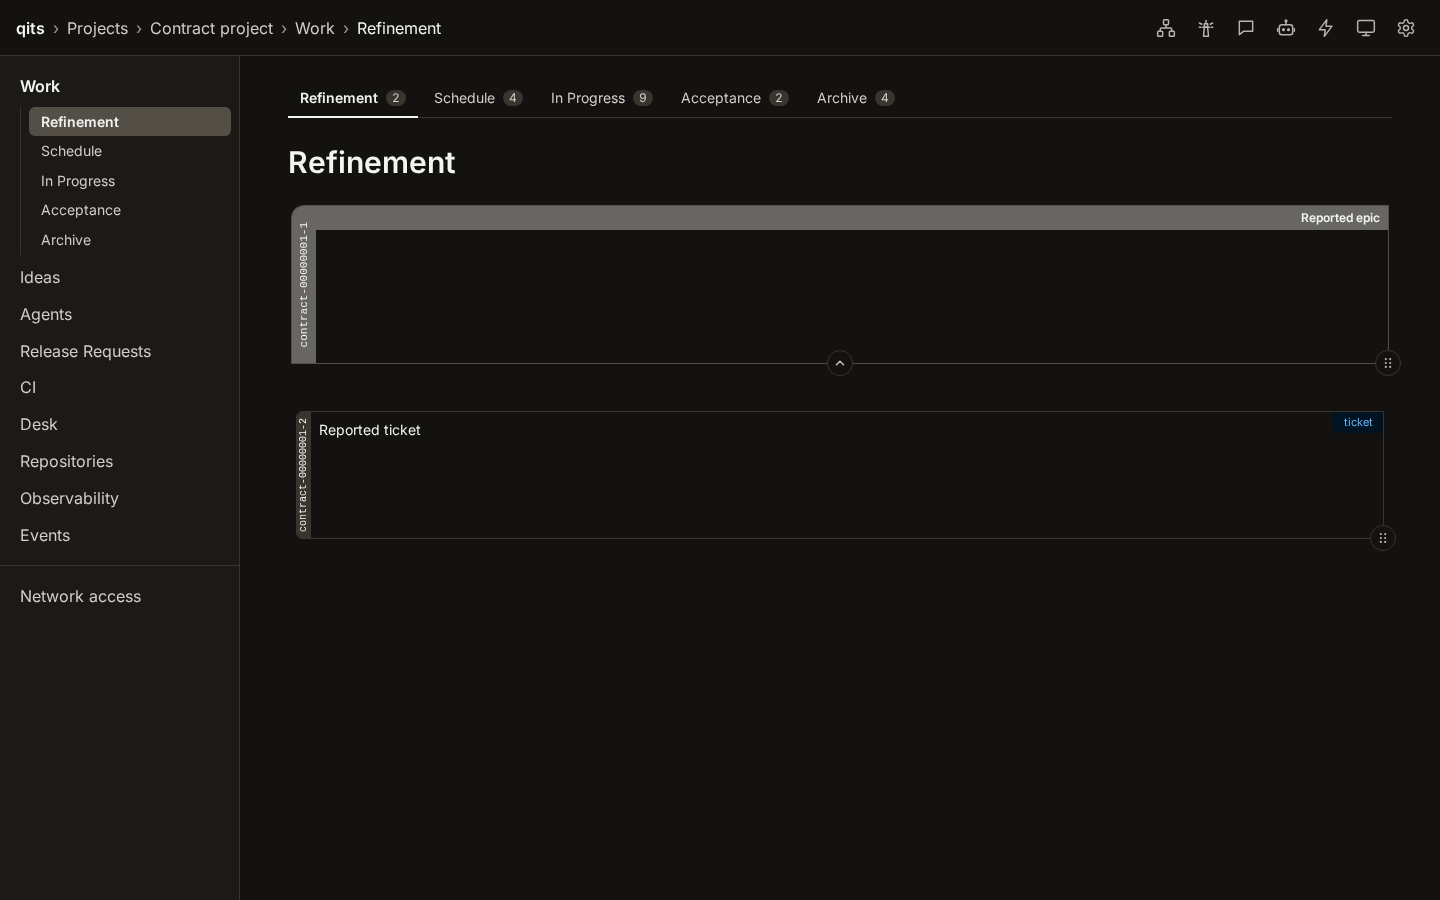 qits › Projects › Contract project › Work › Refinement
Work
Refinement
Schedule
In Progress
Acceptance
Archive
Ideas
Agents
Release Requests
CI
Desk
Repositories
Observability
Events
Network access
Refinement 2 Schedule 4 In Progress 9 Acceptance 2 Archive 4
Refinement
Reported epic
contract-00000001-1
contract-00000001-2
Reported ticket
ticket